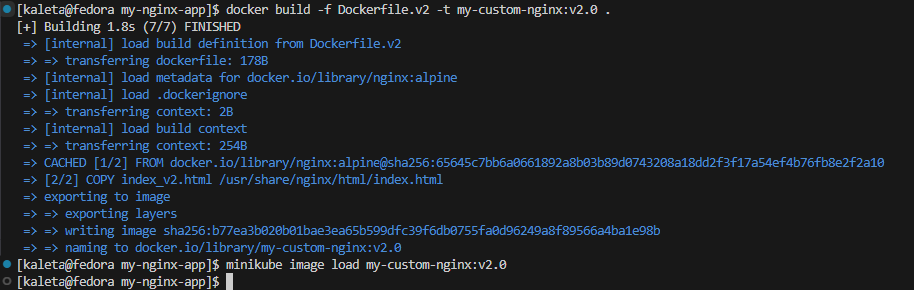 [kaleta@fedora my-nginx-app]$ docker build -f Dockerfile.v2 -t my-custom-nginx:v2.0 .
[+] Building 1.8s (7/7) FINISHED
=> [internal] load build definition from Dockerfile.v2
=> => transferring dockerfile: 178B
=> [internal] load metadata for docker.io/library/nginx:alpine
=> [internal] load .dockerignore
=> => transferring context: 2B
=> [internal] load build context
=> => transferring context: 254B
=> CACHED [1/2] FROM docker.io/library/nginx:alpine@sha256:65645c7bb6a0661892a8b03b89d0743208a18dd2f3f17a54ef4b76fb8e2f2a10
=> [2/2] COPY index_v2.html /usr/share/nginx/html/index.html
=> exporting to image
=> => exporting layers
=> => writing image sha256:b77ea3b020b01bae3ea65b599dfc39f6db0755fa0d96249a8f89566a4ba1e98b
=> => naming to docker.io/library/my-custom-nginx:v2.0
[kaleta@fedora my-nginx-app]$ minikube image load my-custom-nginx:v2.0
[kaleta@fedora my-nginx-app]$